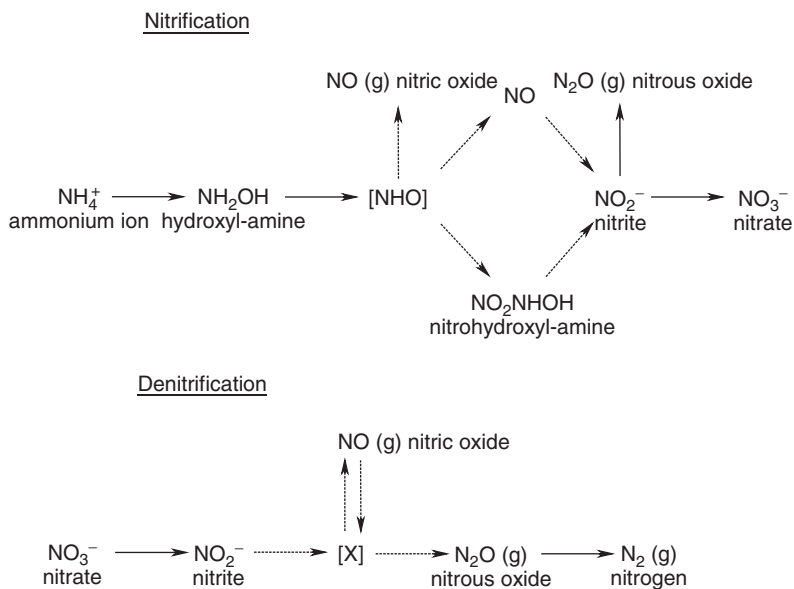 Nitrification
NO (g) nitric oxide
NO
N₂O (g) nitrous oxide
NH₄⁺
NH₂OH
[NHO]
NO₂⁻
NO₃⁻
ammonium ion
hydroxyl-amine
nitrite
nitrate
NO₂NHOH
nitrohydroxyl-amine
Denitrification
NO (g) nitric oxide
NO₃⁻
NO₂⁻
[X]
N₂O (g)
N₂ (g)
nitrate
nitrite
nitrous oxide
nitrogen